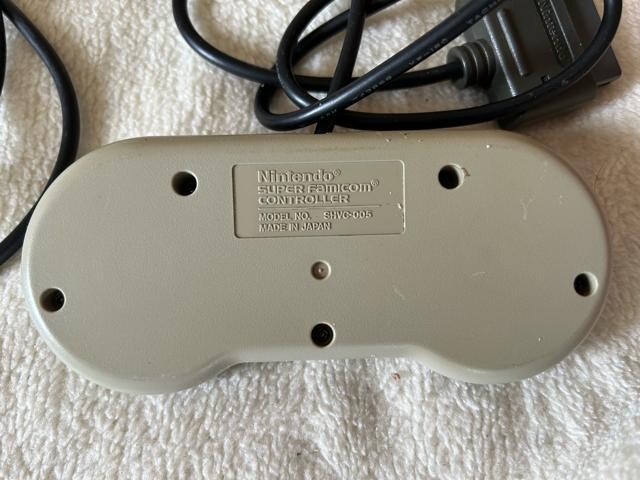 Nintendo®
SUPER Famicom®
CONTROLLER
MODEL NO. SHVC-005
MADE IN JAPAN